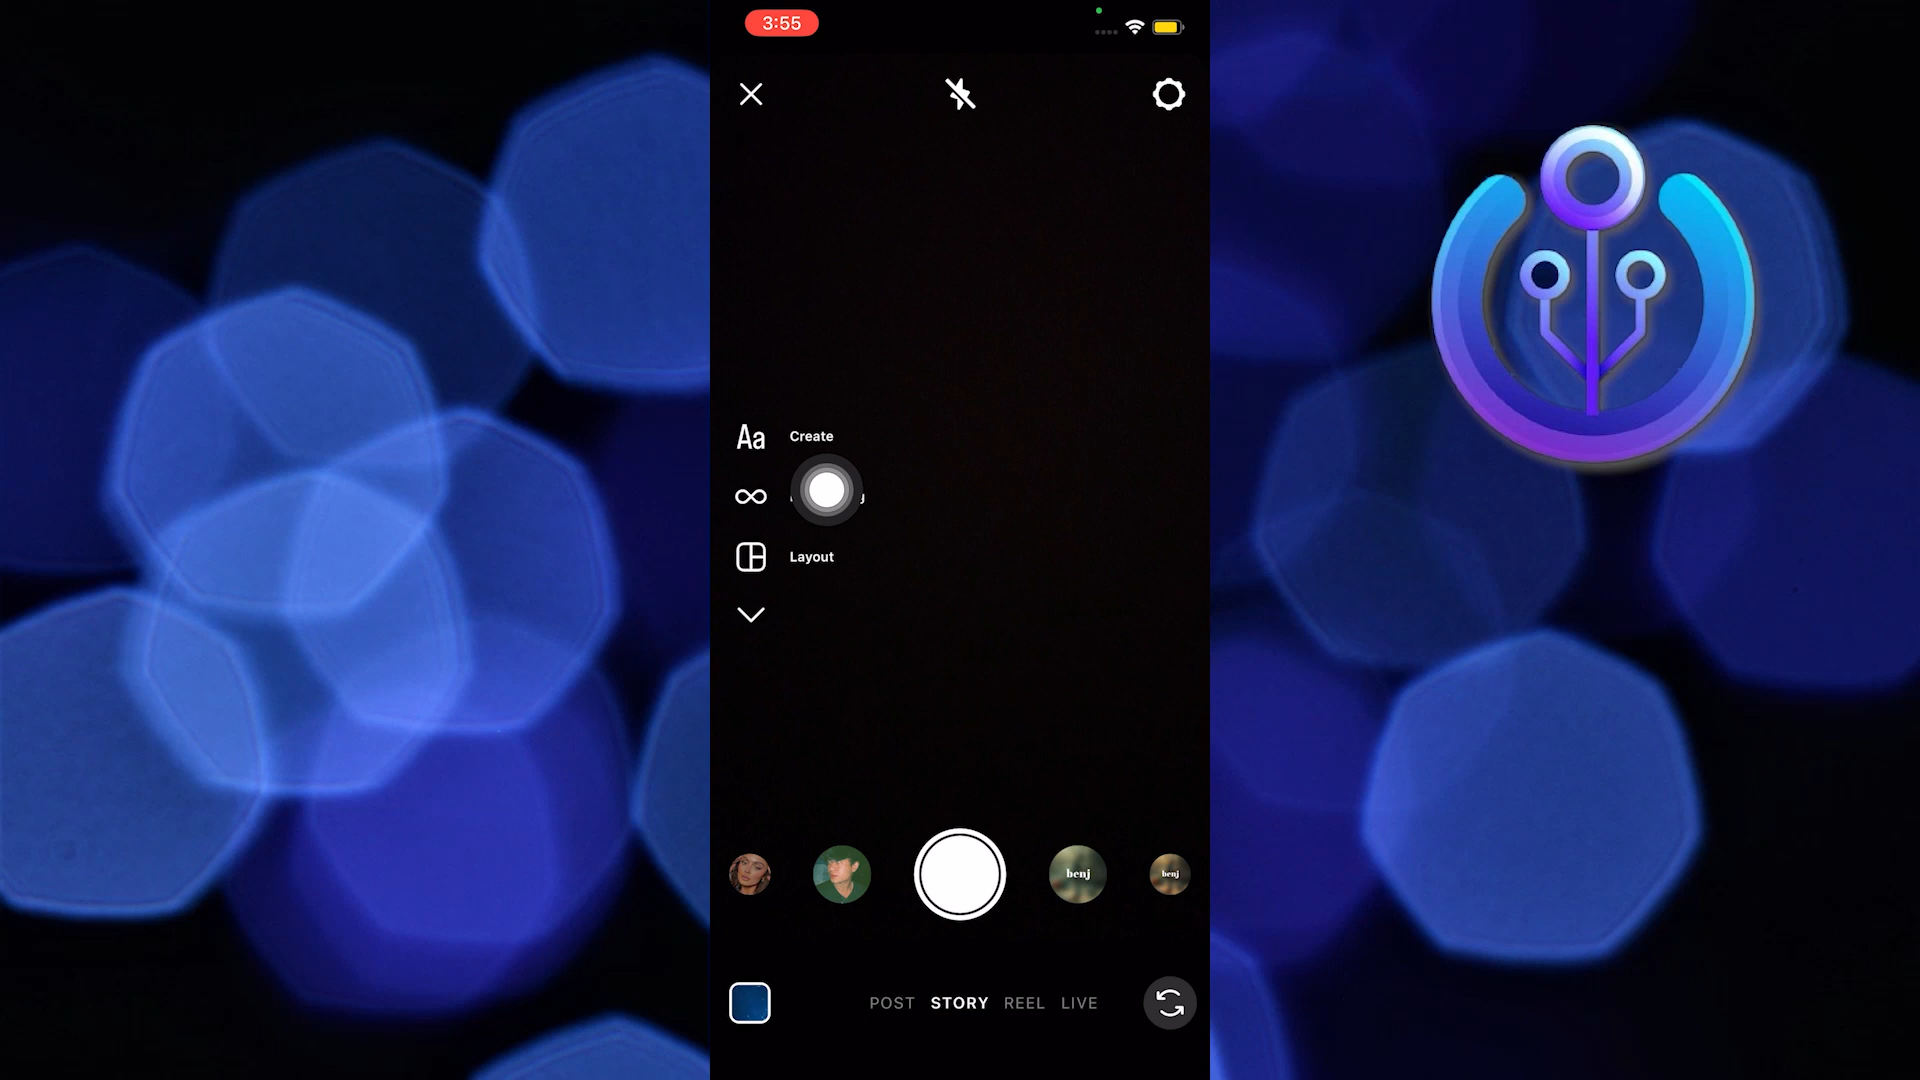 3:55
Aa Create
Layout
benj benj
POST STORY REEL LIVE